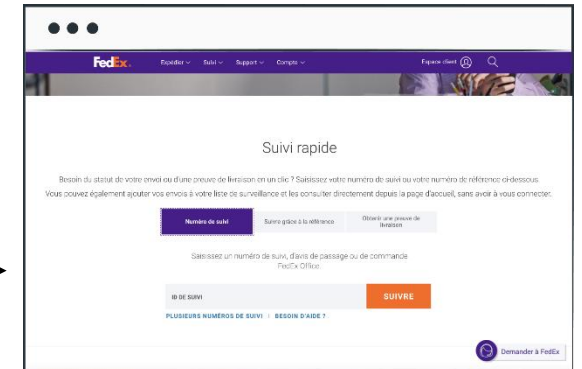 FedEx.
Expédier Suivi Support Compte
Espace client
Suivi rapide
Besoin du statut de votre envoi ou d'une preuve de livraison en un clic ? Saisissez votre numéro de suivi ou votre numéro de référence ci-dessous.
Vous pouvez également ajouter vos envois à votre liste de surveillance et les consulter directement depuis la page d'accueil, sans avoir à vous connecter.
Numéro de suivi
Suivre grâce à la référence
Obtenir une preuve de
livraison
Saisissez un numéro de suivi, d'avis de passage ou de commande
FedEx Office.
ID DE SUIVI
SUIVRE
PLUSIEURS NUMÉROS DE SUIVI | BESOIN D'AIDE ?
Demander à FedEx